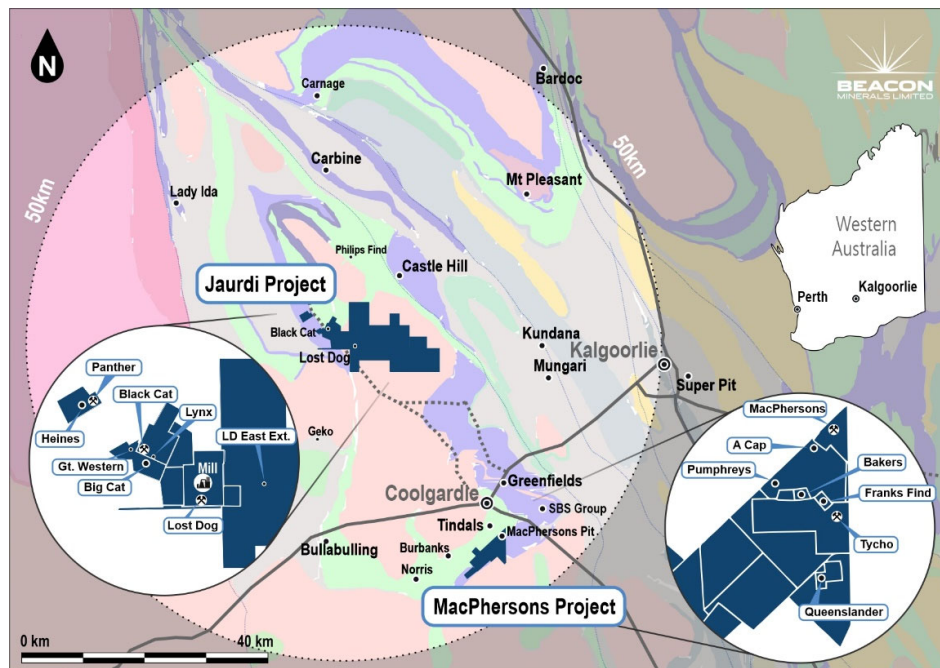 N
BEACON
MINERALS LIMITED
Bardoc
Carnage
50km
Carbine
Mt Pleasant
Lady Ida
50km
Western
Australia
Perth
Kalgoorlie
Philips Find
Castle Hill
Jaurdi Project
Black Cat
Lost Dog
Kundana
Mungari
Kalgoorlie
Super Pit
Panther
Black Cat
Lynx
Heines
LD East Ext.
Gt. Western
Mill
Big Cat
Lost Dog
Geko
Greenfields
Coolgardie
SBS Group
Tindals
MacPhersons Pit
Bullabulling
Burbanks
Norris
MacPhersons Project
MacPhersons
A Cap
Bakers
Pumphreys
Franks Find
Tycho
Queenslander
0 km
40 km